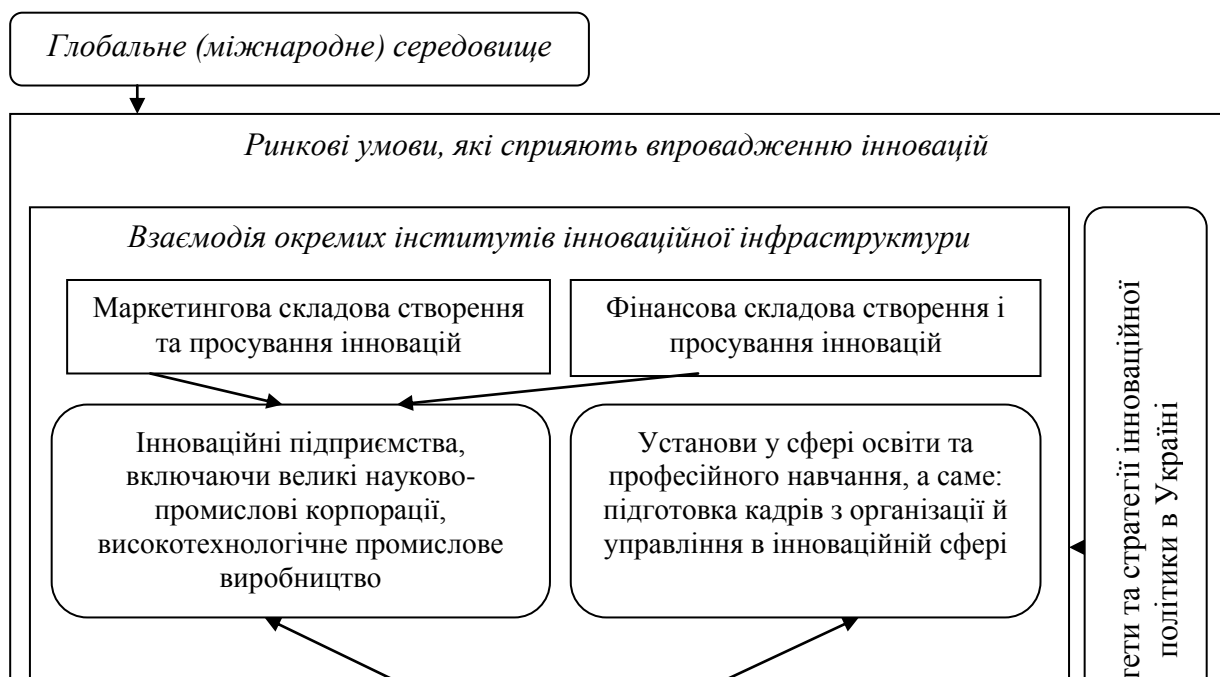 Глобальне (міжнародне) середовище
Ринкові умови, які сприяють впровадженню інновацій
Взаємодія окремих інститутів інноваційної інфраструктури
Маркетингова складова створення
та просування інновацій
Фінансова складова створення і
просування інновацій
Інноваційні підприємства,
включаючи великі науково-
промислові корпорації,
високотехнологічне промислове
виробництво
Установи у сфері освіти та
професійного навчання, а саме:
підготовка кадрів з організації й
управління в інноваційній сфері
та стратегії інноваційної
політики в Україні